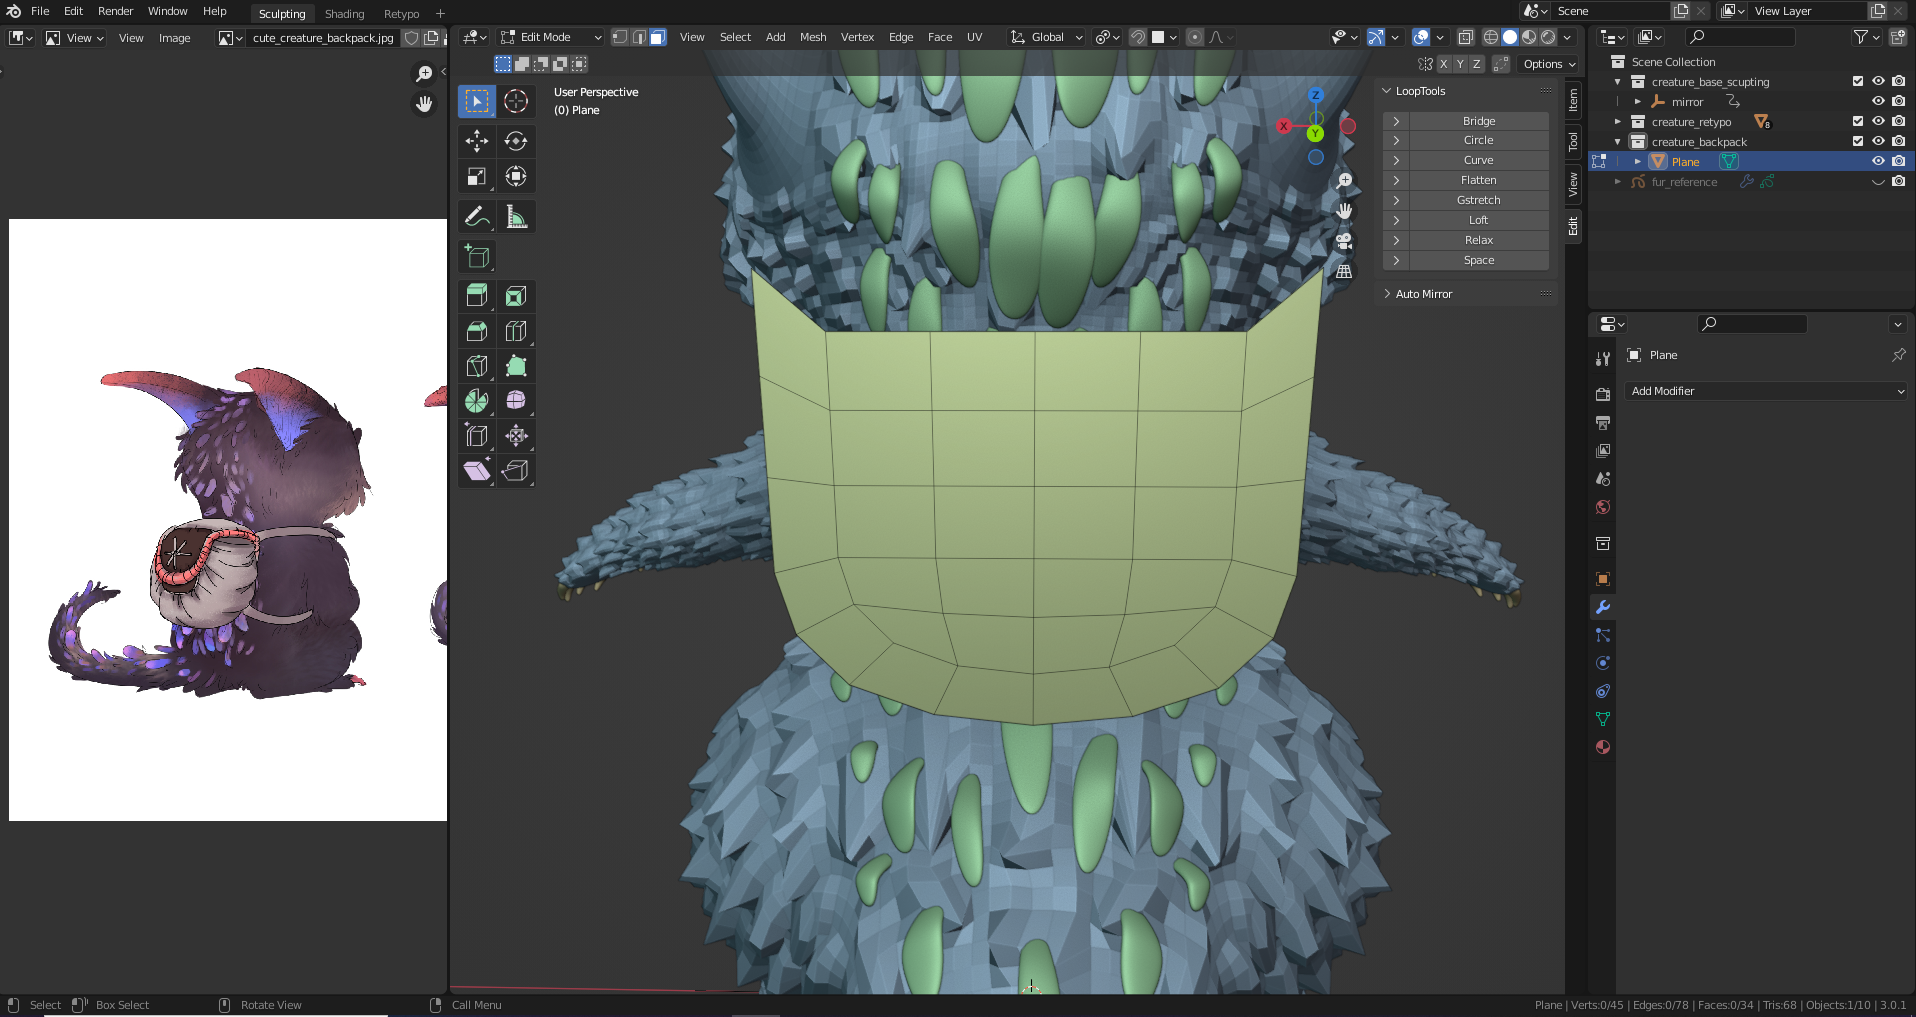 File Edit Render Window Help Sculpting Shading Retypo + Scene View Layer
View View Image cute_creature_backpack.jpg Edit Mode View Select Add Mesh Vertex Edge Face UV Global
X Y Z Options
User Perspective
(0) Plane
Z
X
Y
LoopTools
Bridge
Circle
Curve
Flatten
Gstretch
Loft
Relax
Space
Auto Mirror
Item
Tool
View
Edit
Scene Collection
creature_base_scupting
mirror
creature_retypo 8
creature_backpack
Plane
fur_reference
Plane
Add Modifier
Select Box Select Rotate View Call Menu Plane | Verts:0/45 | Edges:0/78 | Faces:0/34 | Tris:68 | Objects:1/10 | 3.0.1